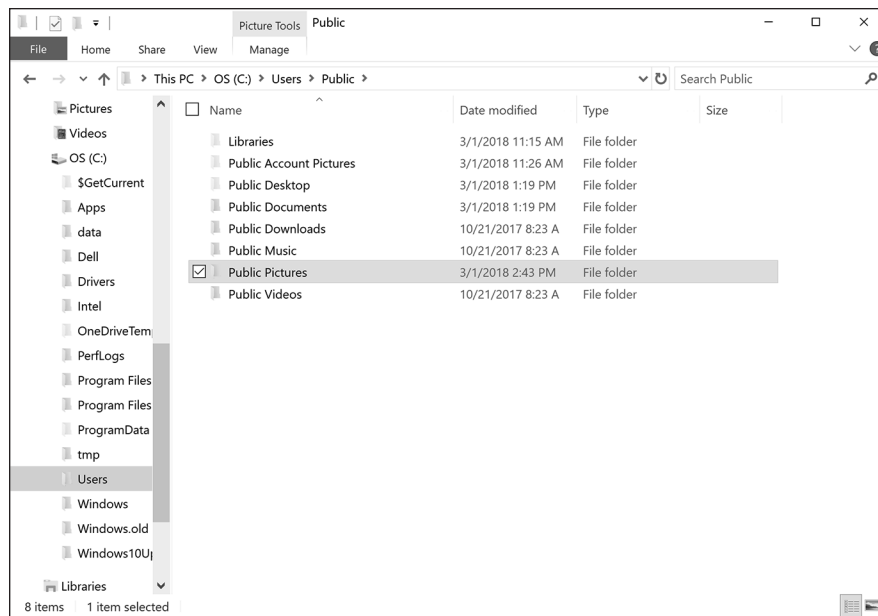 Picture Tools Public
File Home Share View Manage
This PC > OS (C:) > Users > Public >
Search Public
Pictures
Videos
OS (C:)
$GetCurrent
Apps
data
Dell
Drivers
Intel
OneDriveTem
PerfLogs
Program Files
Program Files
ProgramData
tmp
Users
Windows
Windows.old
Windows10Up
Libraries
Name Date modified Type Size
Libraries 3/1/2018 11:15 AM File folder
Public Account Pictures 3/1/2018 11:26 AM File folder
Public Desktop 3/1/2018 1:19 PM File folder
Public Documents 3/1/2018 1:19 PM File folder
Public Downloads 10/21/2017 8:23 A File folder
Public Music 10/21/2017 8:23 A File folder
Public Pictures 3/1/2018 2:43 PM File folder
Public Videos 10/21/2017 8:23 A File folder
8 items 1 item selected